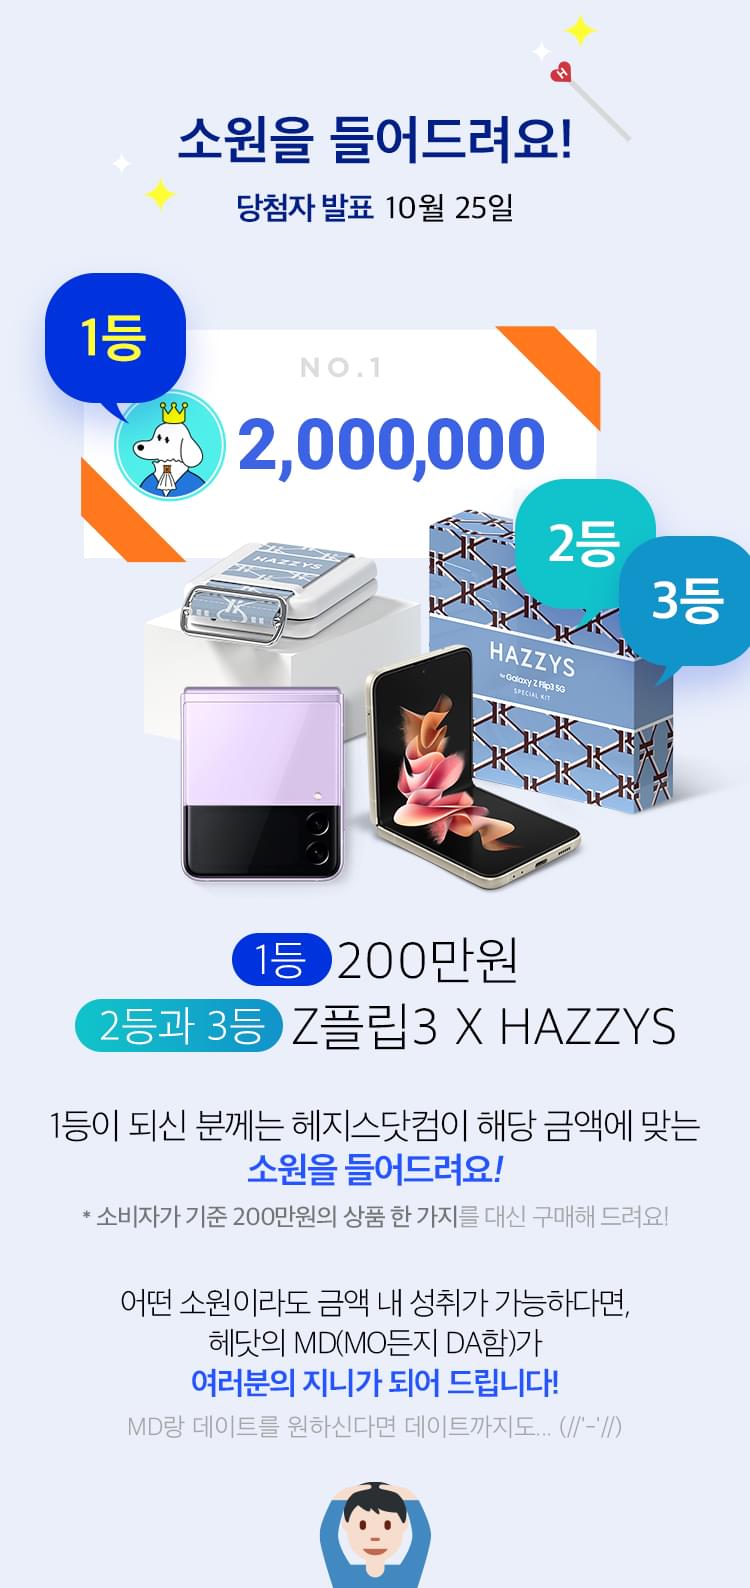 H
소원을 들어드려요!
당첨자 발표 10월 25일
1등
NO.1
2,000,000
2등
3등
HAZZYS
HAZZYS
for Galaxy Z Flip3 5G
SPECIAL KIT
1등 200만원
2등과 3등 Z플립3 X HAZZYS
1등이 되신 분께는 헤지스닷컴이 해당 금액에 맞는
소원을 들어드려요!
* 소비자가 기준 200만원의 상품 한 가지를 대신 구매해 드려요!
어떤 소원이라도 금액 내 성취가 가능하다면,
헤닷의 MD(MO든지 DA함)가
여러분의 지니가 되어 드립니다!
MD랑 데이트를 원하신다면 데이트까지도... (//'-'//)